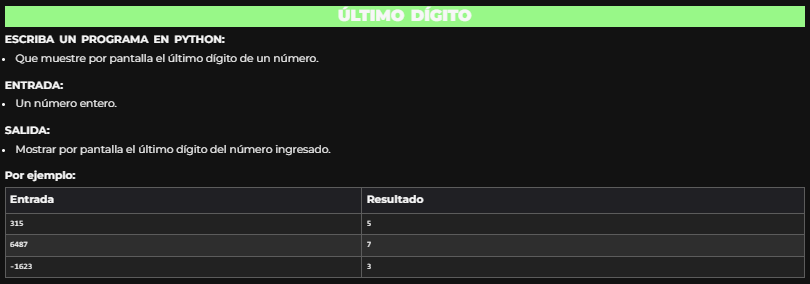 ÚLTIMO DÍGITO
ESCRIBA UN PROGRAMA EN PYTHON:
• Que muestre por pantalla el último dígito de un número.
ENTRADA:
• Un número entero.
SALIDA:
• Mostrar por pantalla el último dígito del número ingresado.
Por ejemplo:
Entrada Resultado
315 5
6487 7
-1623 3